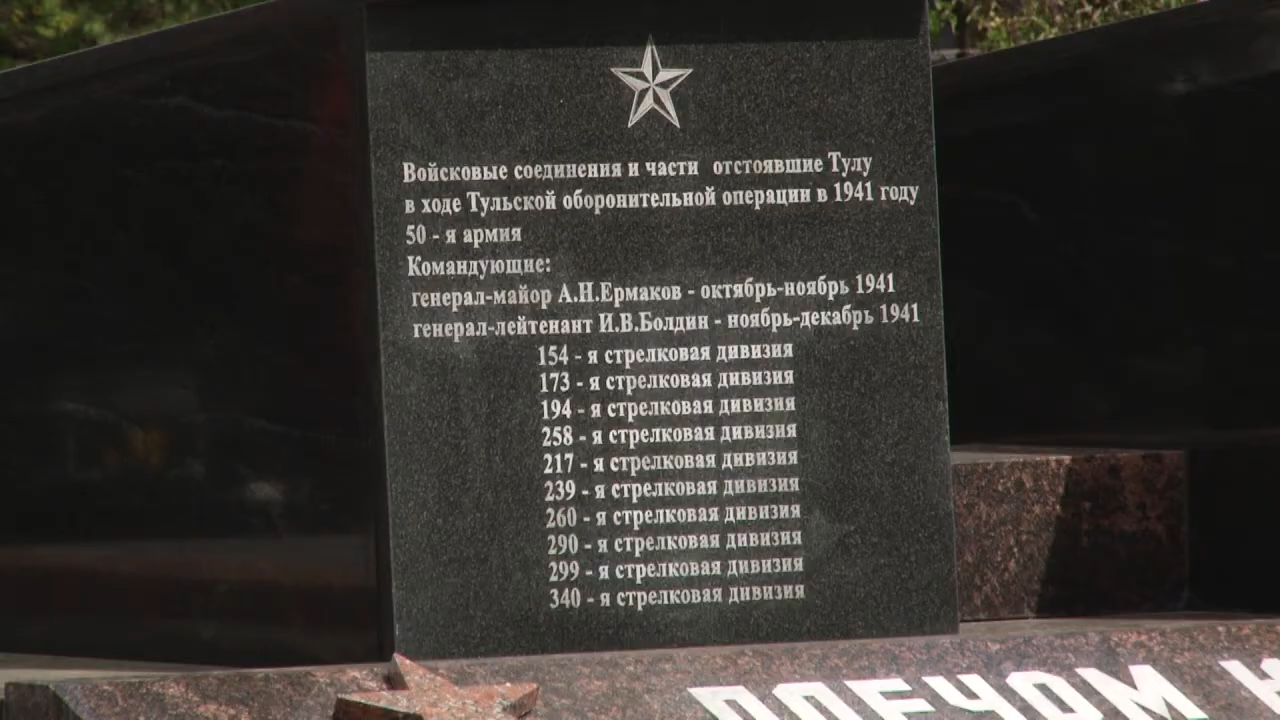 Войсковые соединения и части отстоявшие Тулу
в ходе Тульской оборонительной операции в 1941 году
50 - я армия
Командующие:
генерал-майор А.Н.Ермаков - октябрь-ноябрь 1941
генерал-лейтенант И.В.Болдин - ноябрь-декабрь 1941
154 - я стрелковая дивизия
173 - я стрелковая дивизия
194 - я стрелковая дивизия
258 - я стрелковая дивизия
217 - я стрелковая дивизия
239 - я стрелковая дивизия
260 - я стрелковая дивизия
290 - я стрелковая дивизия
299 - я стрелковая дивизия
340 - я стрелковая дивизия